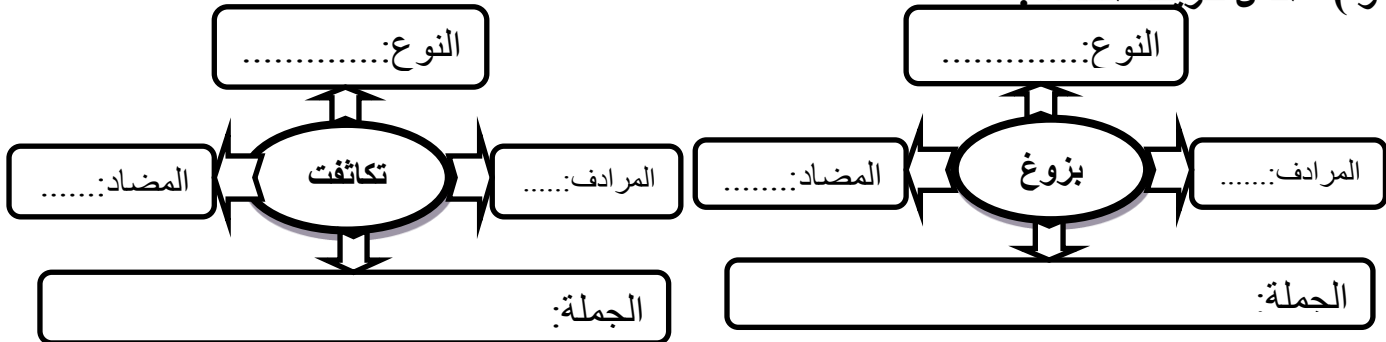 النوع:..............
المرادف:......
بزوغ
المضاد:.......
الجملة:
النوع:..............
المرادف:.....
تكاثفت
المضاد:......
الجملة: